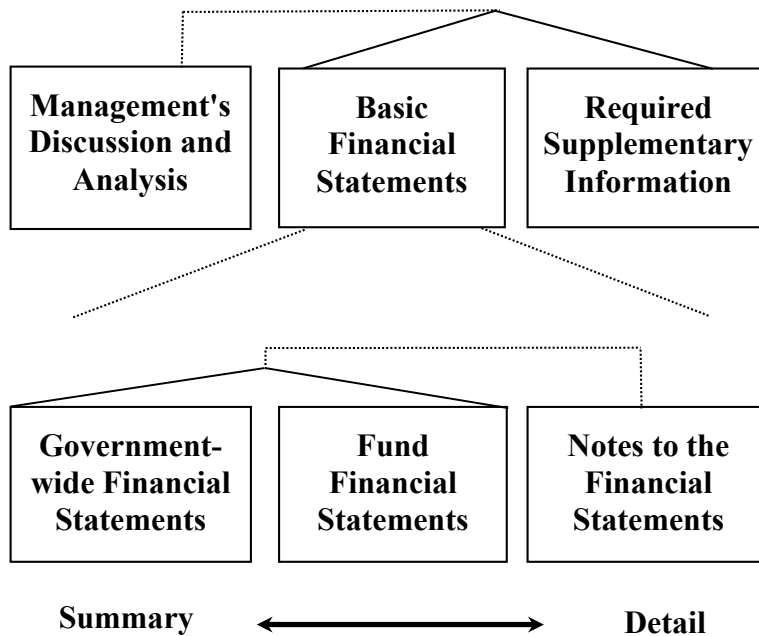 Management's
Discussion and
Analysis
Basic
Financial
Statements
Required
Supplementary
Information
Government-
wide Financial
Statements
Fund
Financial
Statements
Notes to the
Financial
Statements
Summary
Detail